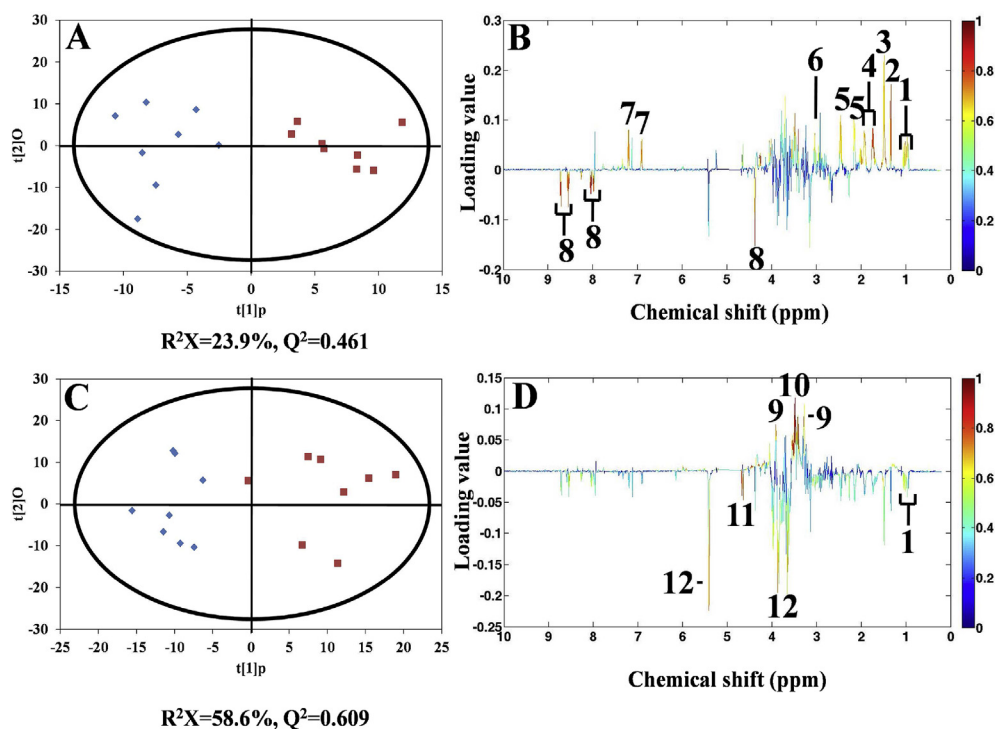 A
30
20
10
0
-10
-20
-30
t[2]O
-15 -10 -5 0 5 10 15
t[1]p
R²X=23.9%, Q²=0.461
B
0.3
0.2
0.1
0
-0.1
-0.2
Loading value
1 2 3 4 5 5 6 7 7
8 8 8
10 9 8 7 6 5 4 3 2 1 0
Chemical shift (ppm)
1
0.8
0.6
0.4
0.2
0
C
30
20
10
0
-10
-20
-30
t[2]O
-25 -20 -15 -10 -5 0 5 10 15 20 25
t[1]p
R²X=58.6%, Q²=0.609
D
0.15
0.1
0.05
0
-0.05
-0.1
-0.15
-0.2
-0.25
Loading value
10
9 -9
11
1
12-
12
10 9 8 7 6 5 4 3 2 1 0
Chemical shift (ppm)
1
0.8
0.6
0.4
0.2
0